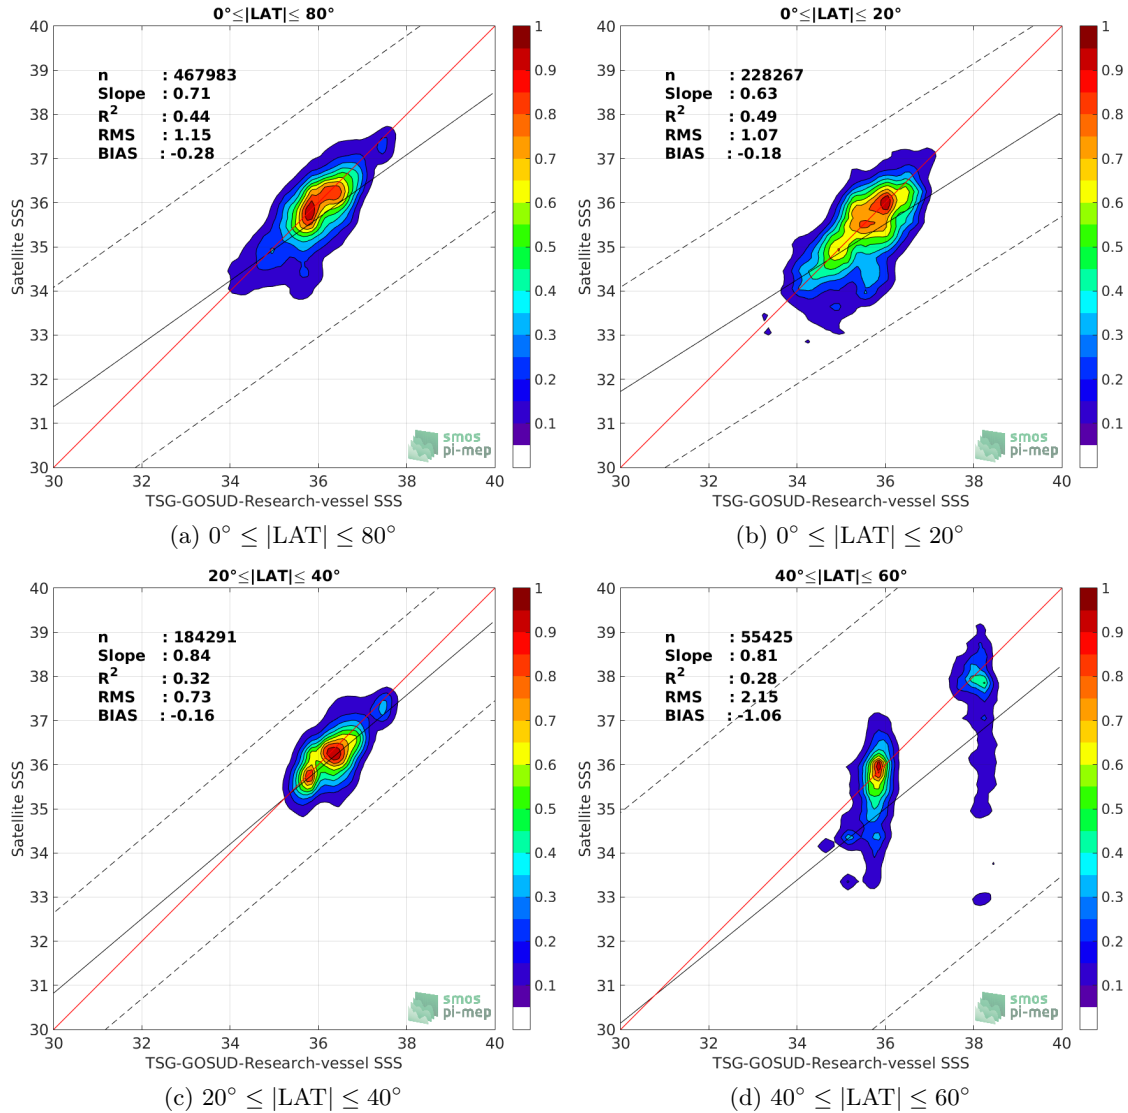 0°≤|LAT|≤ 80°
n : 467983
Slope : 0.71
R² : 0.44
RMS : 1.15
BIAS : -0.28
40
39
38
37
36
35
34
33
32
31
30
30 32 34 36 38 40
Satellite SSS
TSG-GOSUD-Research-vessel SSS
1
0.9
0.8
0.7
0.6
0.5
0.4
0.3
0.2
0.1
smos
pi-mep
(a) 0° ≤ |LAT| ≤ 80°
0°≤|LAT|≤ 20°
n : 228267
Slope : 0.63
R² : 0.49
RMS : 1.07
BIAS : -0.18
40
39
38
37
36
35
34
33
32
31
30
30 32 34 36 38 40
Satellite SSS
TSG-GOSUD-Research-vessel SSS
1
0.9
0.8
0.7
0.6
0.5
0.4
0.3
0.2
0.1
smos
pi-mep
(b) 0° ≤ |LAT| ≤ 20°
20°≤|LAT|≤ 40°
n : 184291
Slope : 0.84
R² : 0.32
RMS : 0.73
BIAS : -0.16
40
39
38
37
36
35
34
33
32
31
30
30 32 34 36 38 40
Satellite SSS
TSG-GOSUD-Research-vessel SSS
1
0.9
0.8
0.7
0.6
0.5
0.4
0.3
0.2
0.1
smos
pi-mep
(c) 20° ≤ |LAT| ≤ 40°
40°≤|LAT|≤ 60°
n : 55425
Slope : 0.81
R² : 0.28
RMS : 2.15
BIAS : -1.06
40
39
38
37
36
35
34
33
32
31
30
30 32 34 36 38 40
Satellite SSS
TSG-GOSUD-Research-vessel SSS
1
0.9
0.8
0.7
0.6
0.5
0.4
0.3
0.2
0.1
smos
pi-mep
(d) 40° ≤ |LAT| ≤ 60°